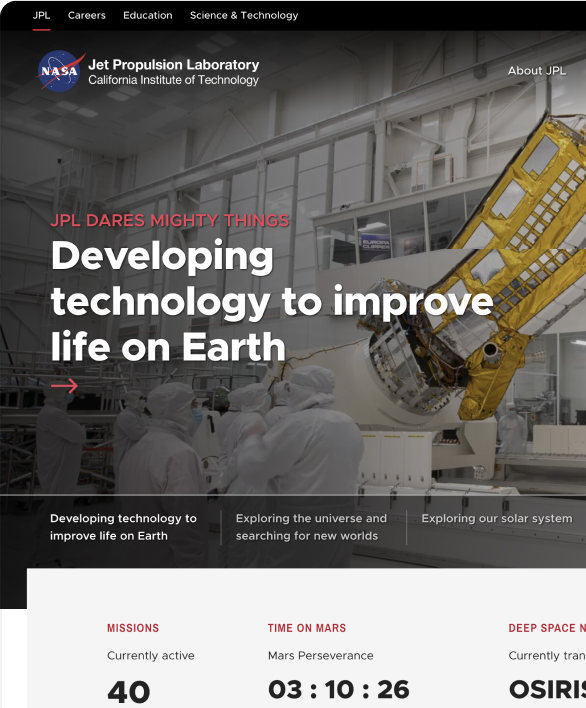 JPL Careers Education Science & Technology
NASA
Jet Propulsion Laboratory
California Institute of Technology
About JPL
EUROPA
CLIPPER
JPL DARES MIGHTY THINGS
Developing
technology to improve
life on Earth
Developing technology to
improve life on Earth
Exploring the universe and
searching for new worlds
Exploring our solar system
MISSIONS
Currently active
40
TIME ON MARS
Mars Perseverance
03 : 10 : 26
DEEP SPACE N
Currently tran
OSIRIS